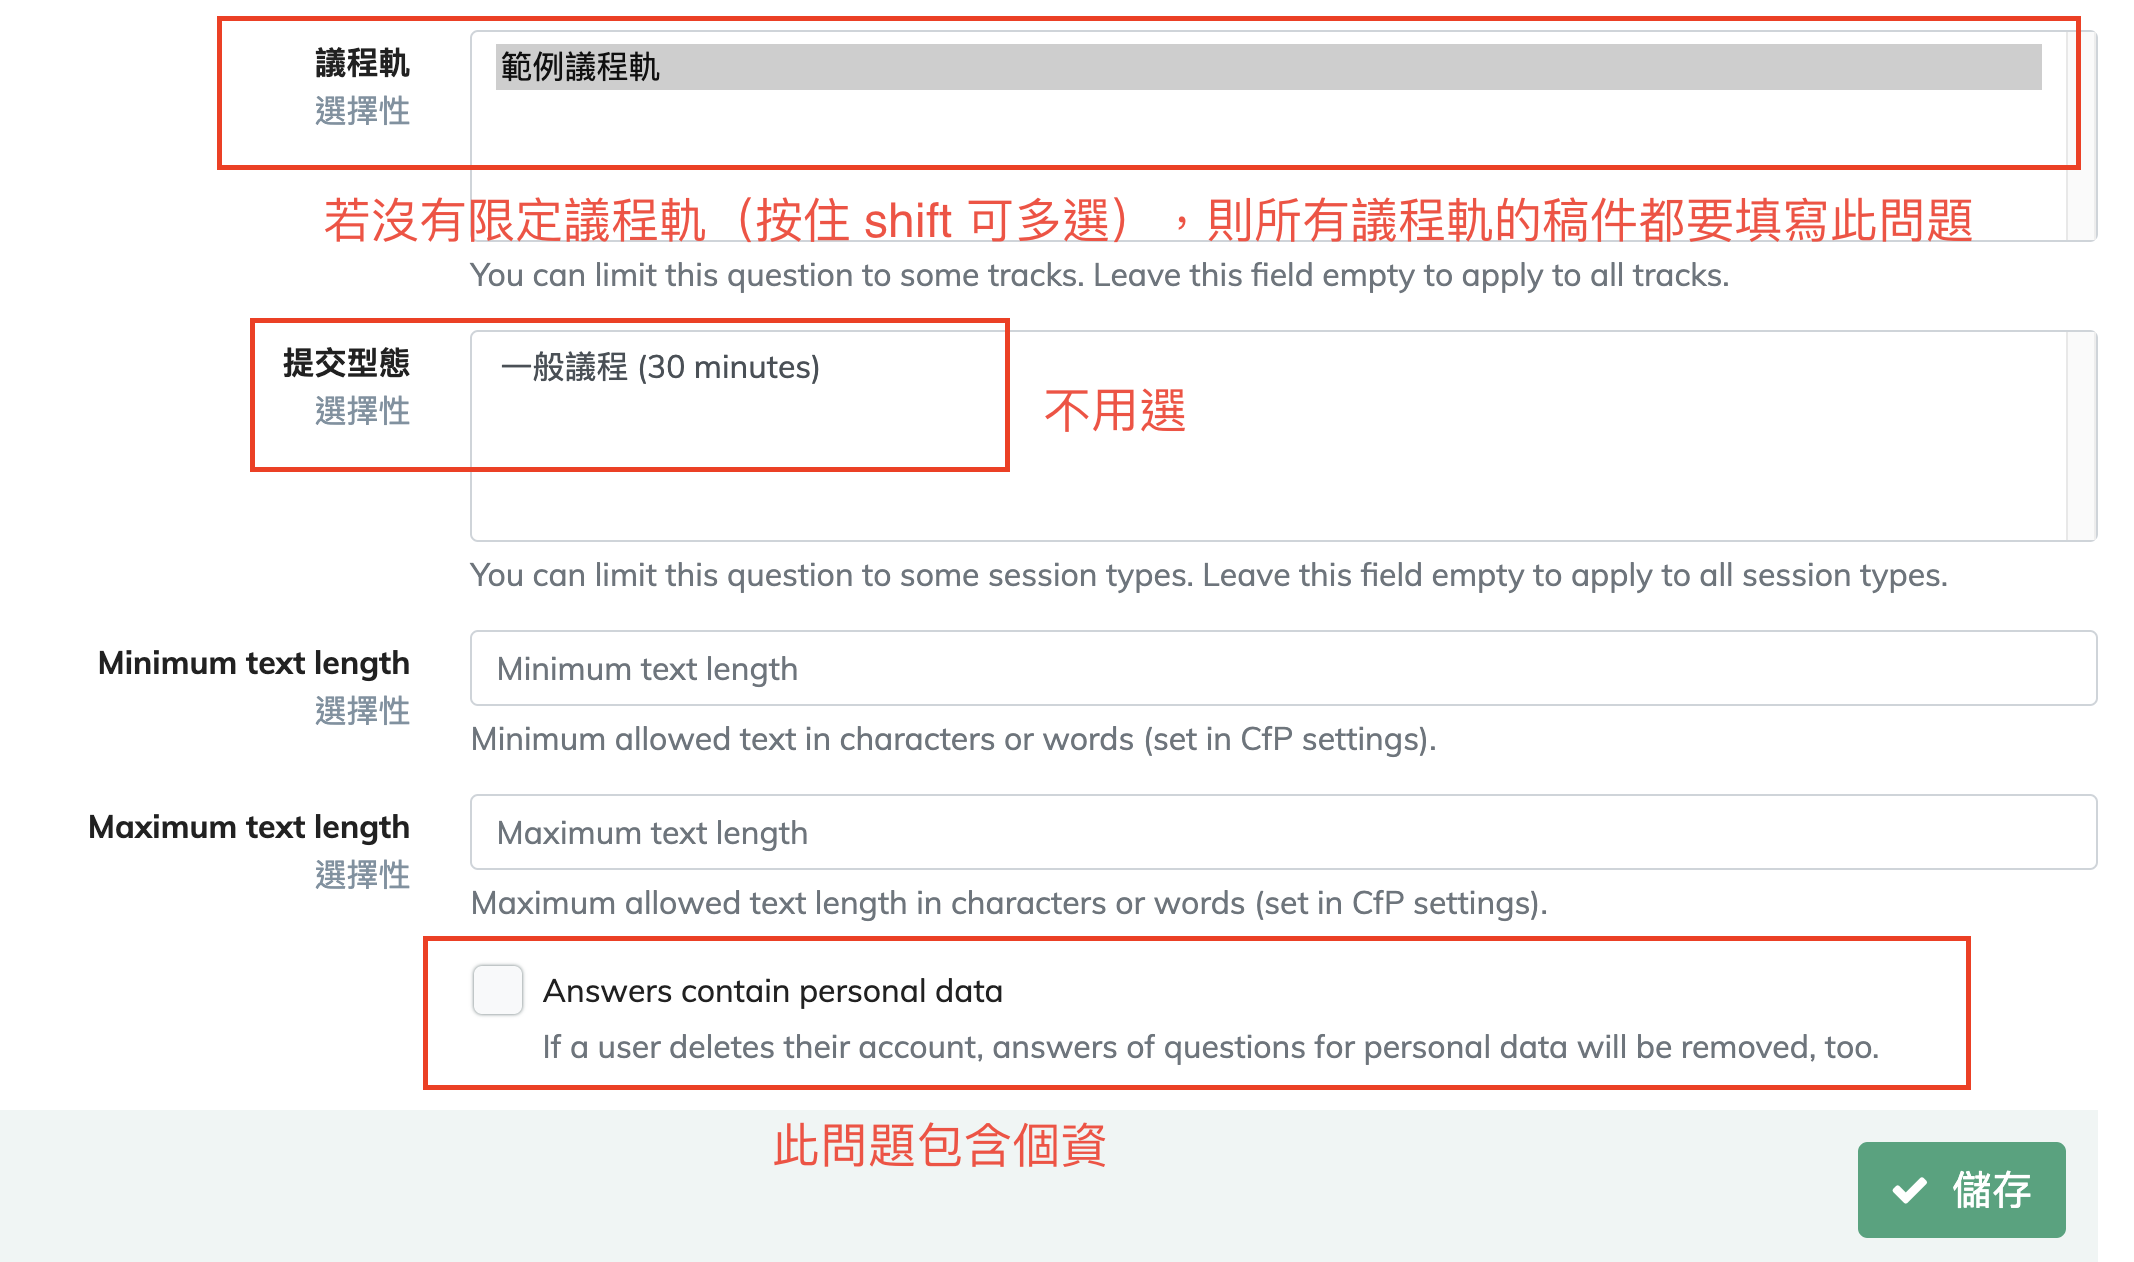 議程軌
範例議程軌
選擇性
若沒有限定議程軌（按住 shift 可多選），則所有議程軌的稿件都要填寫此問題
You can limit this question to some tracks. Leave this field empty to apply to all tracks.
提交型態
一般議程 (30 minutes)
選擇性
不用選
You can limit this question to some session types. Leave this field empty to apply to all session types.
Minimum text length
Minimum text length
選擇性
Minimum allowed text in characters or words (set in CfP settings).
Maximum text length
Maximum text length
選擇性
Maximum allowed text length in characters or words (set in CfP settings).
Answers contain personal data
If a user deletes their account, answers of questions for personal data will be removed, too.
此問題包含個資
儲存